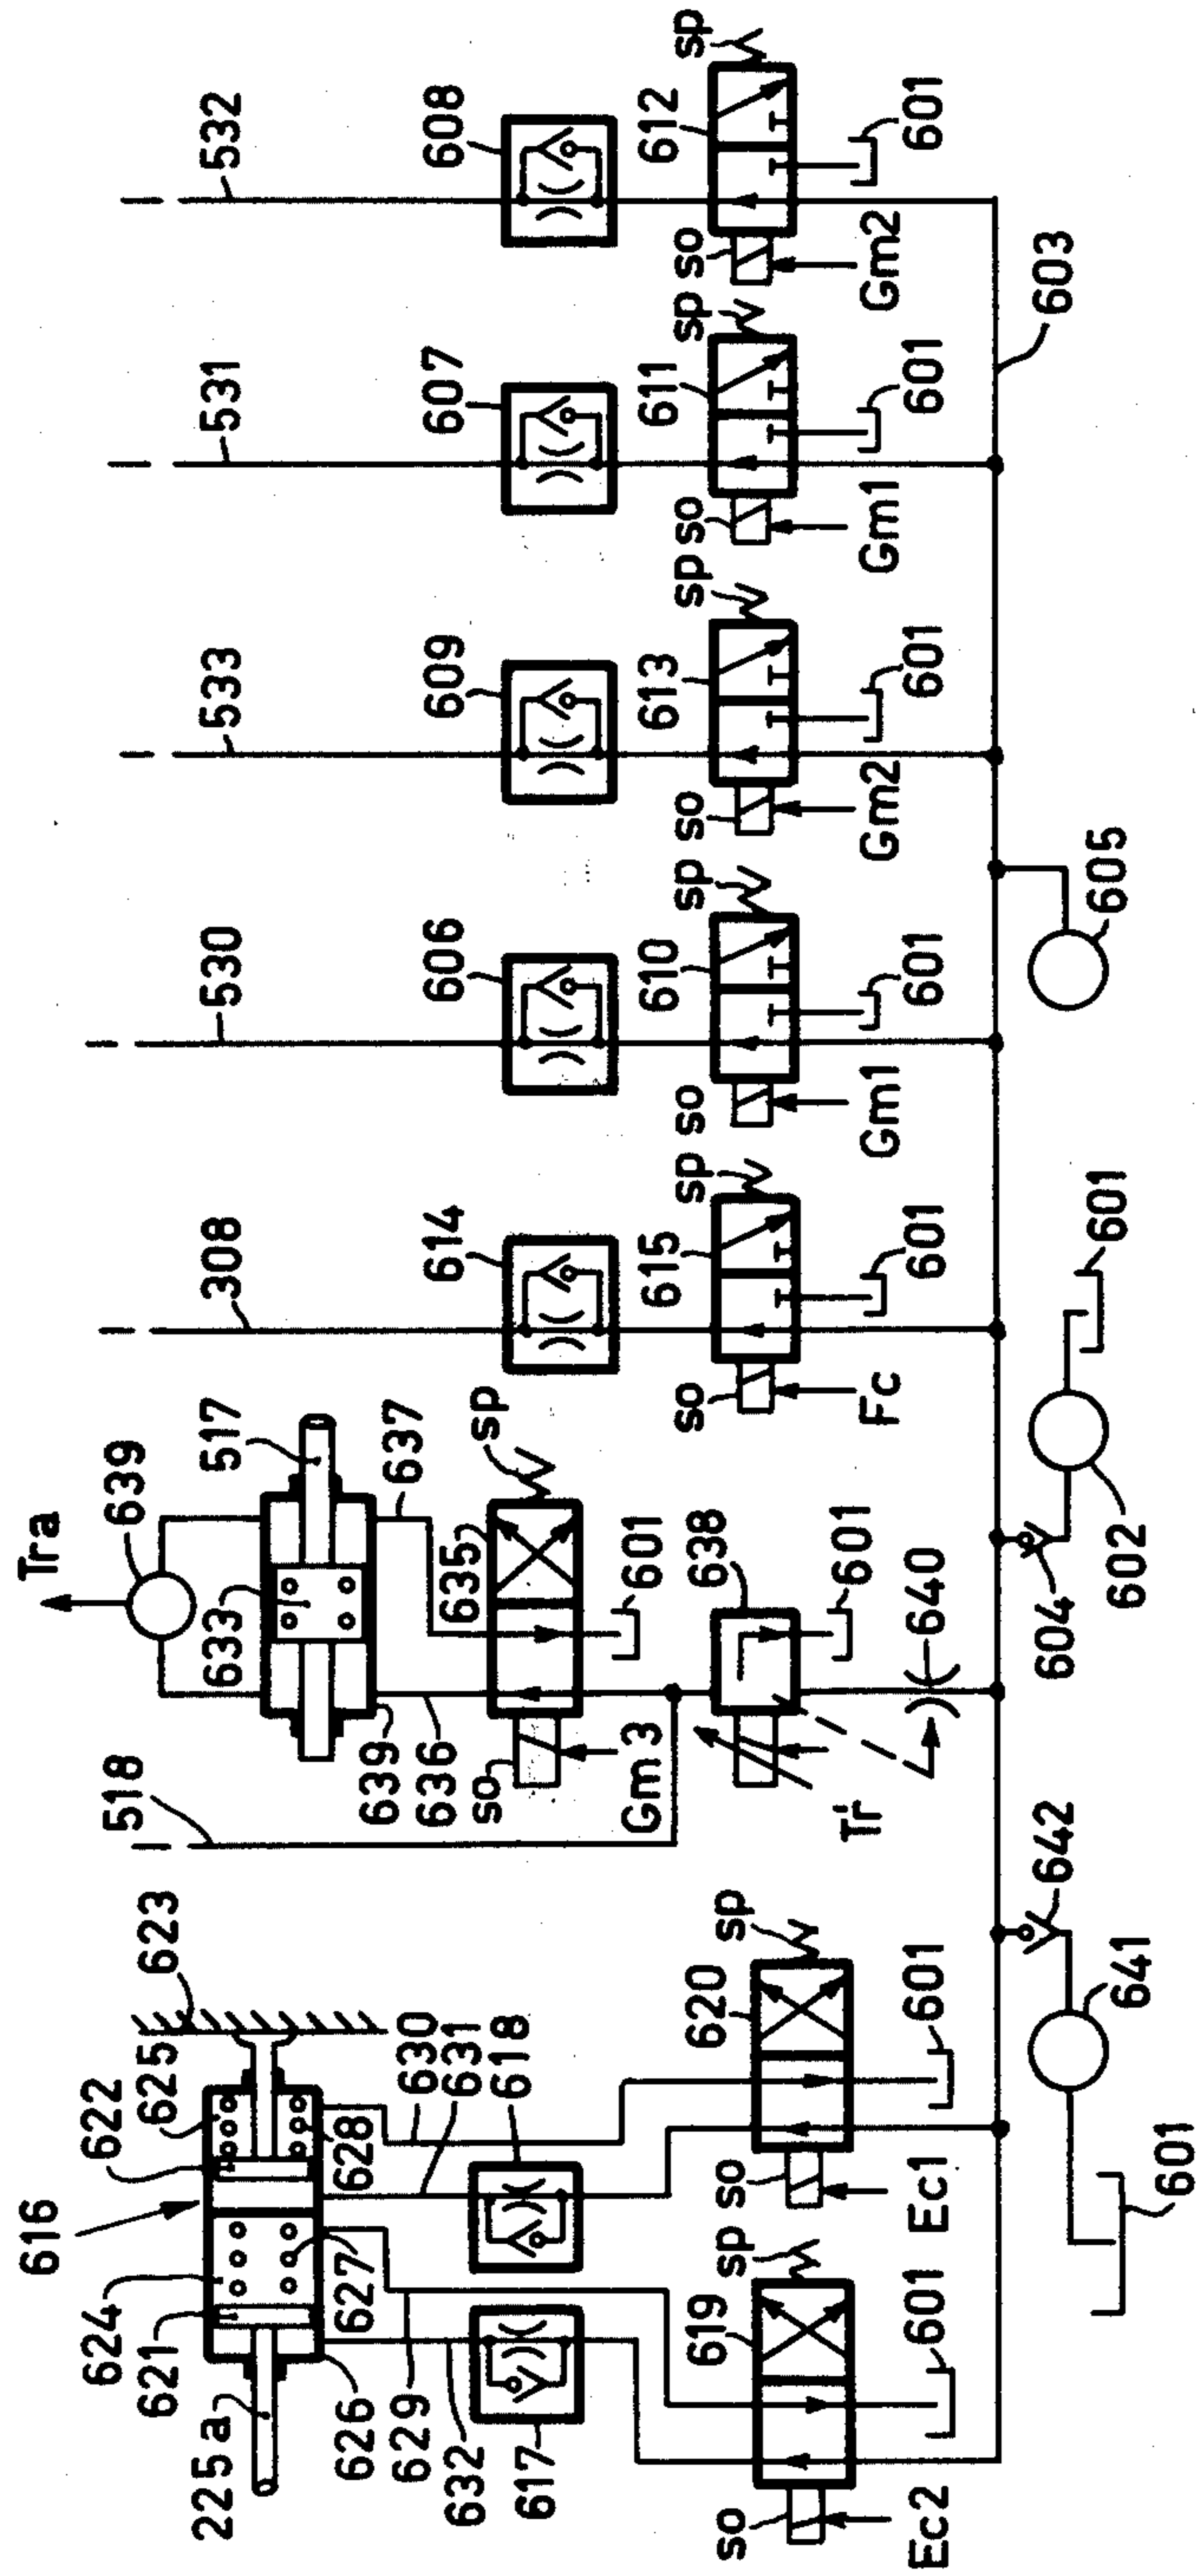 616 Tra
624 622 518 639
621 625 623
225a 633 517 308 530 533 531 532
626 627 628 639 637
629 630 636 614 606 609 607 608
632 631 so 635 sp
617 618
Gm3 601 615 610 613 611 612
619 620 638 so sp so sp so sp so sp so sp
so sp so sp
Tr 601 Fc Gm1 Gm2 Gm1 Gm2
Ec2 601 Ec1 601 640 601 601 601 601 601
642 604 603
641 602 601 605
601